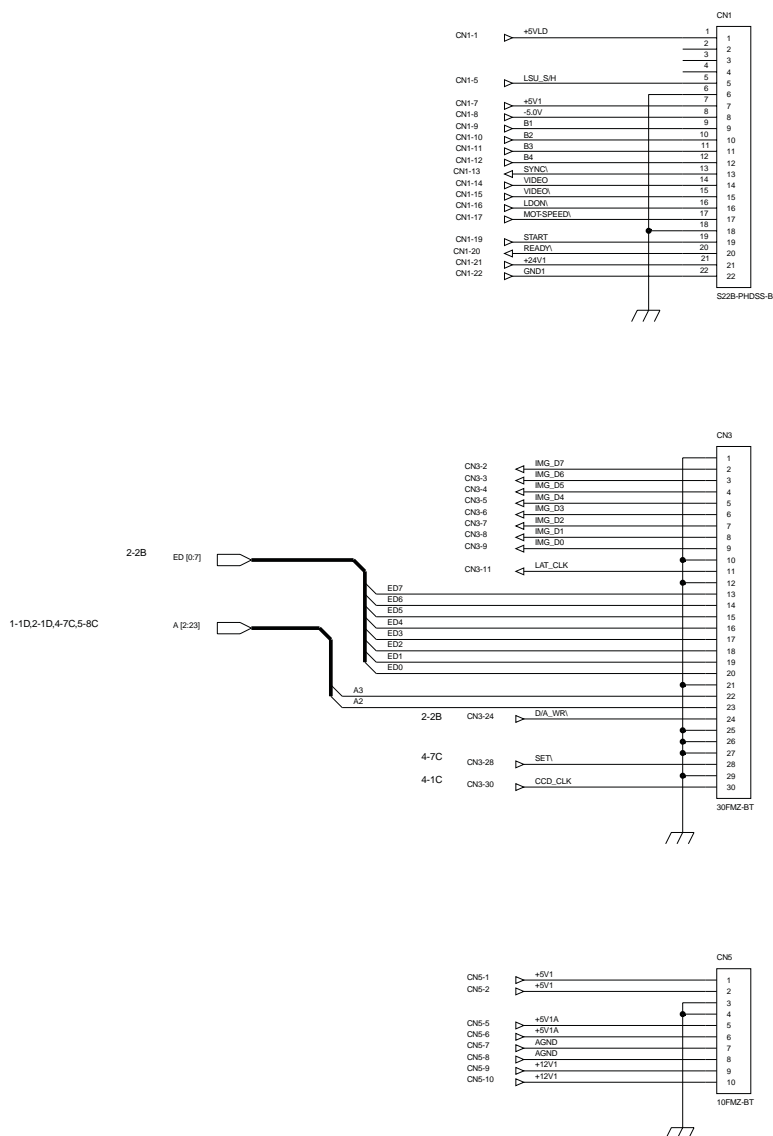 CN1
CN1-1 +5VLD 1 1
2 2
3 3
4 4
CN1-5 LSU_S/H 5 5
6 6
CN1-7 +5V1 7 7
CN1-8 -5.0V 8 8
CN1-9 B1 9 9
CN1-10 B2 10 10
CN1-11 B3 11 11
CN1-12 B4 12 12
CN1-13 SYNC\ 13 13
CN1-14 VIDEO 14 14
CN1-15 VIDEO\ 15 15
CN1-16 LDON\ 16 16
CN1-17 MOT-SPEED\ 17 17
18 18
CN1-19 START 19 19
CN1-20 READY\ 20 20
CN1-21 +24V1 21 21
CN1-22 GND1 22 22
S22B-PHDSS-B
CN3
1
CN3-2 IMG_D7 2
CN3-3 IMG_D6 3
CN3-4 IMG_D5 4
CN3-5 IMG_D4 5
CN3-6 IMG_D3 6
CN3-7 IMG_D2 7
CN3-8 IMG_D1 8
CN3-9 IMG_D0 9
2-2B ED [0:7] 10
CN3-11 LAT_CLK 11
12
ED7 13
ED6 14
ED5 15
1-1D,2-1D,4-7C,5-8C A [2:23] ED4 16
ED3 17
ED2 18
ED1 19
ED0 20
21
A3 22
A2 23
2-2B CN3-24 D/A_WR\ 24
25
26
27
4-7C CN3-28 SET\ 28
29
4-1C CN3-30 CCD_CLK 30
30FMZ-BT
CN5
CN5-1 +5V1 1
CN5-2 +5V1 2
3
4
CN5-5 +5V1A 5
CN5-6 +5V1A 6
CN5-7 AGND 7
CN5-8 AGND 8
CN5-9 +12V1 9
CN5-10 +12V1 10
10FMZ-BT